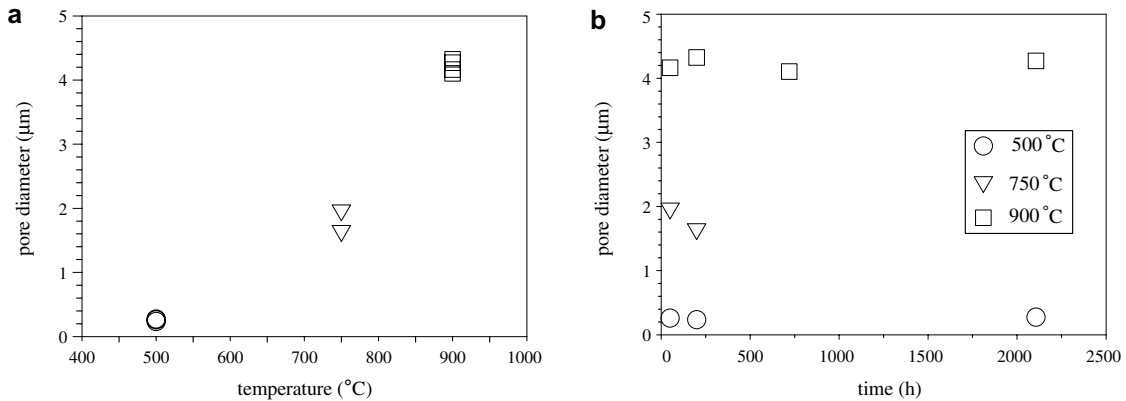 a
5
4
3
2
1
0
pore diameter (μm)
400 500 600 700 800 900 1000
temperature (°C)
b
5
4
3
2
1
0
pore diameter (μm)
500 °C
750 °C
900 °C
0 500 1000 1500 2000 2500
time (h)